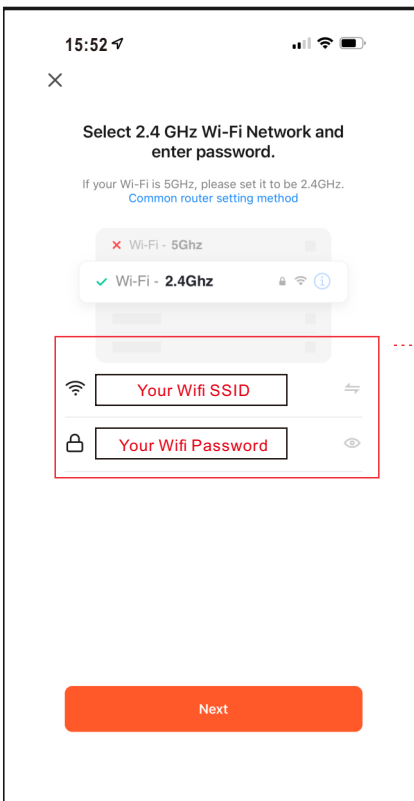 15:52
Select 2.4 GHz Wi-Fi Network and
enter password.
If your Wi-Fi is 5GHz, please set it to be 2.4GHz.
Common router setting method
Wi-Fi - 5Ghz
Wi-Fi - 2.4Ghz
Your Wifi SSID
Your Wifi Password
Next